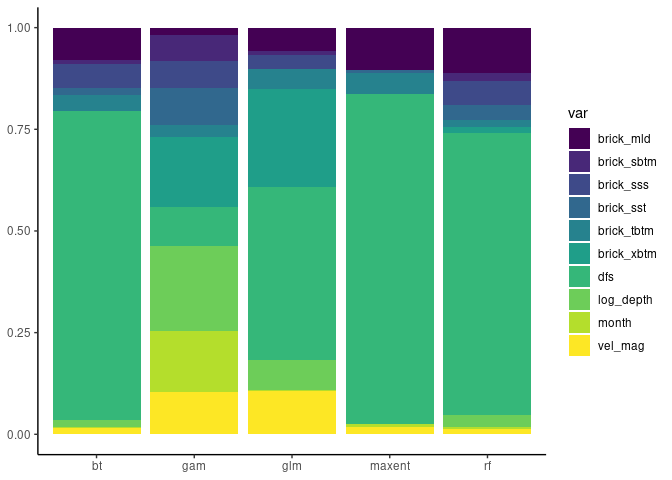 1.00
0.75
0.50
0.25
0.00
bt gam glm maxent rf
var
brick_mld
brick_sbtm
brick_sss
brick_sst
brick_tbtm
brick_xbtm
dfs
log_depth
month
vel_mag